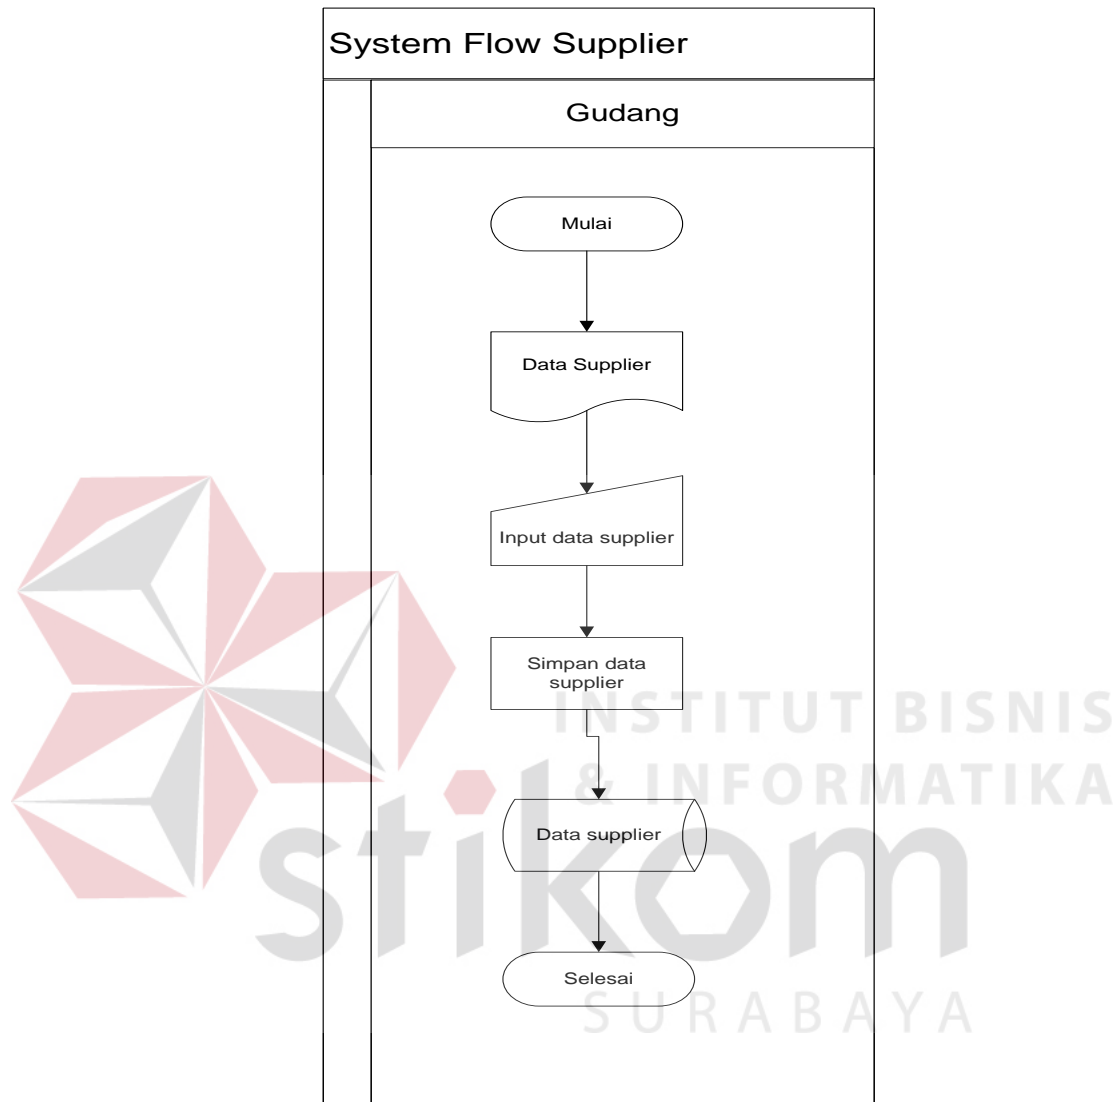 System Flow Supplier
Gudang
Mulai
Data Supplier
Input data supplier
Simpan data
supplier
INSTITUT BISNIS
& INFORMATIKA
Data supplier
stikom
Selesai
SURABAYA